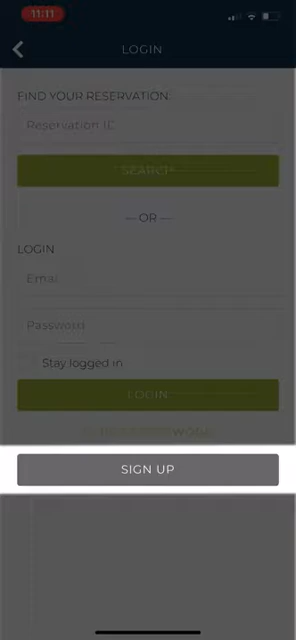 11:11
LOGIN
FIND YOUR RESERVATION:
Reservation ID
SEARCH
— OR —
LOGIN
Email
Password
Stay logged in
LOGIN
SIGN UP